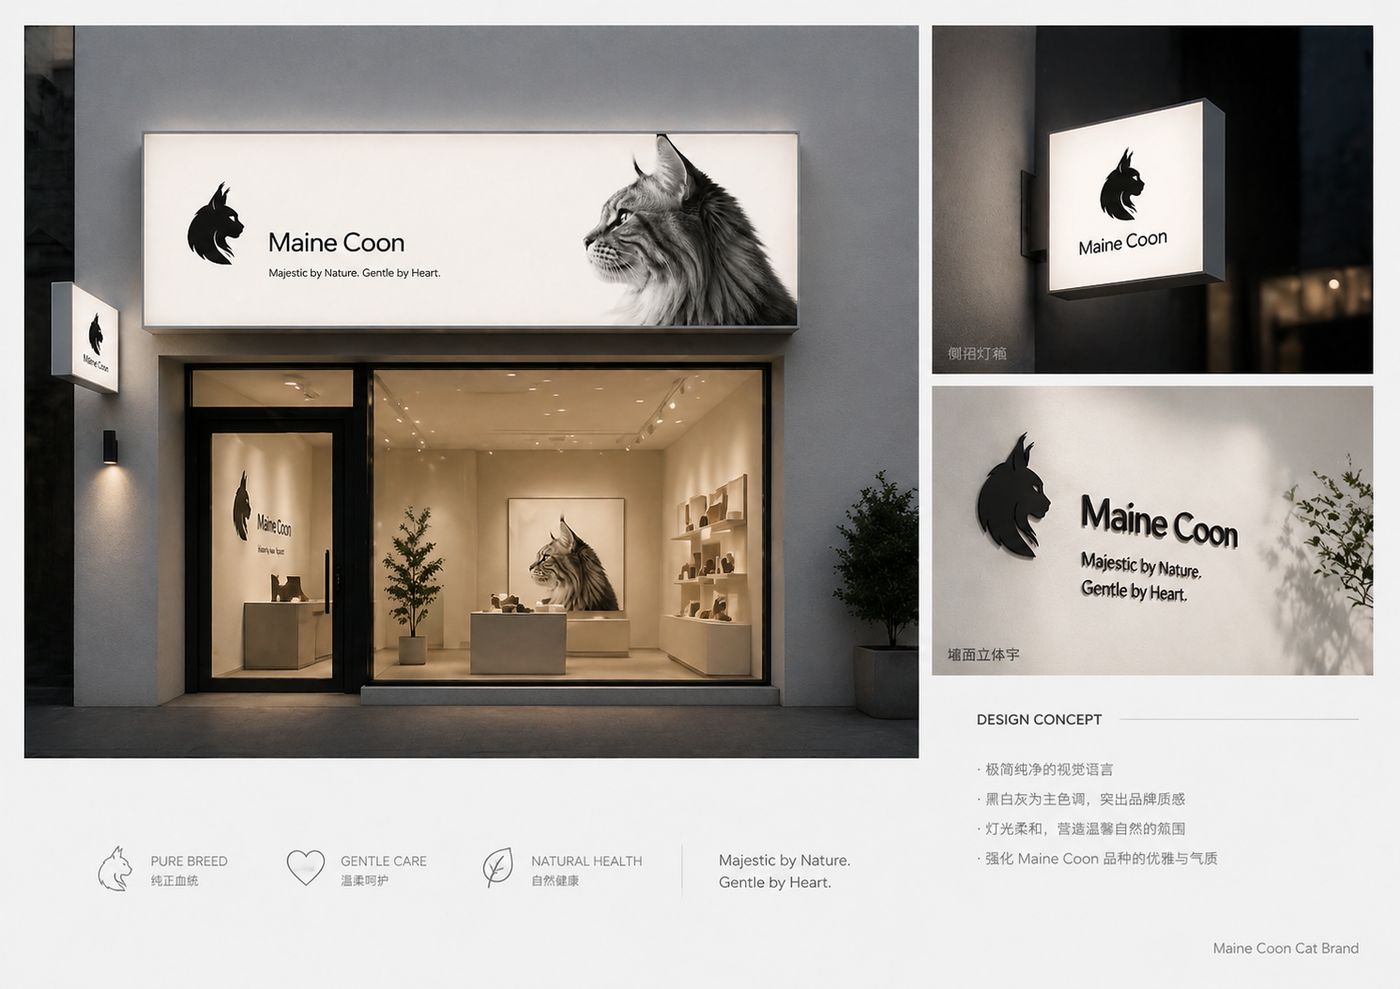 Maine Coon
Majestic by Nature. Gentle by Heart.
Maine Coon
Maine Coon
Maine Coon
侧招灯箱
Maine Coon
Majestic by Nature.
Gentle by Heart.
墙面立体字
DESIGN CONCEPT
· 极简纯净的视觉语言
· 黑白灰为主色调，突出品牌质感
· 灯光柔和，营造温馨自然的氛围
· 强化 Maine Coon 品种的优雅与气质
PURE BREED
纯正血统
GENTLE CARE
温柔呵护
NATURAL HEALTH
自然健康
Majestic by Nature.
Gentle by Heart.
Maine Coon Cat Brand